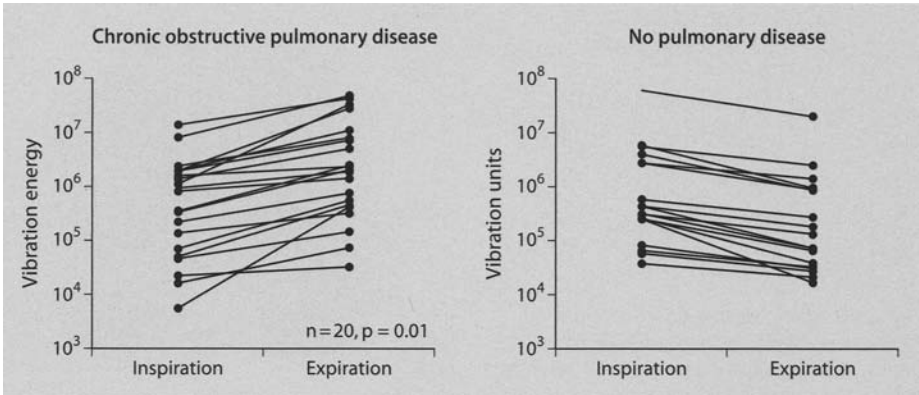 Chronic obstructive pulmonary disease
Vibration energy
10⁸
10⁷
10⁶
10⁵
10⁴
10³
n=20, p = 0.01
Inspiration
Expiration
No pulmonary disease
Vibration units
10⁸
10⁷
10⁶
10⁵
10⁴
10³
Inspiration
Expiration